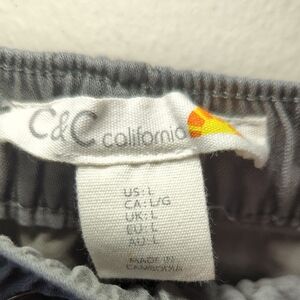 C&C california
US: L
CA: L/G
UK: L
EU: L
AU: L
MADE IN
CAMBODIA